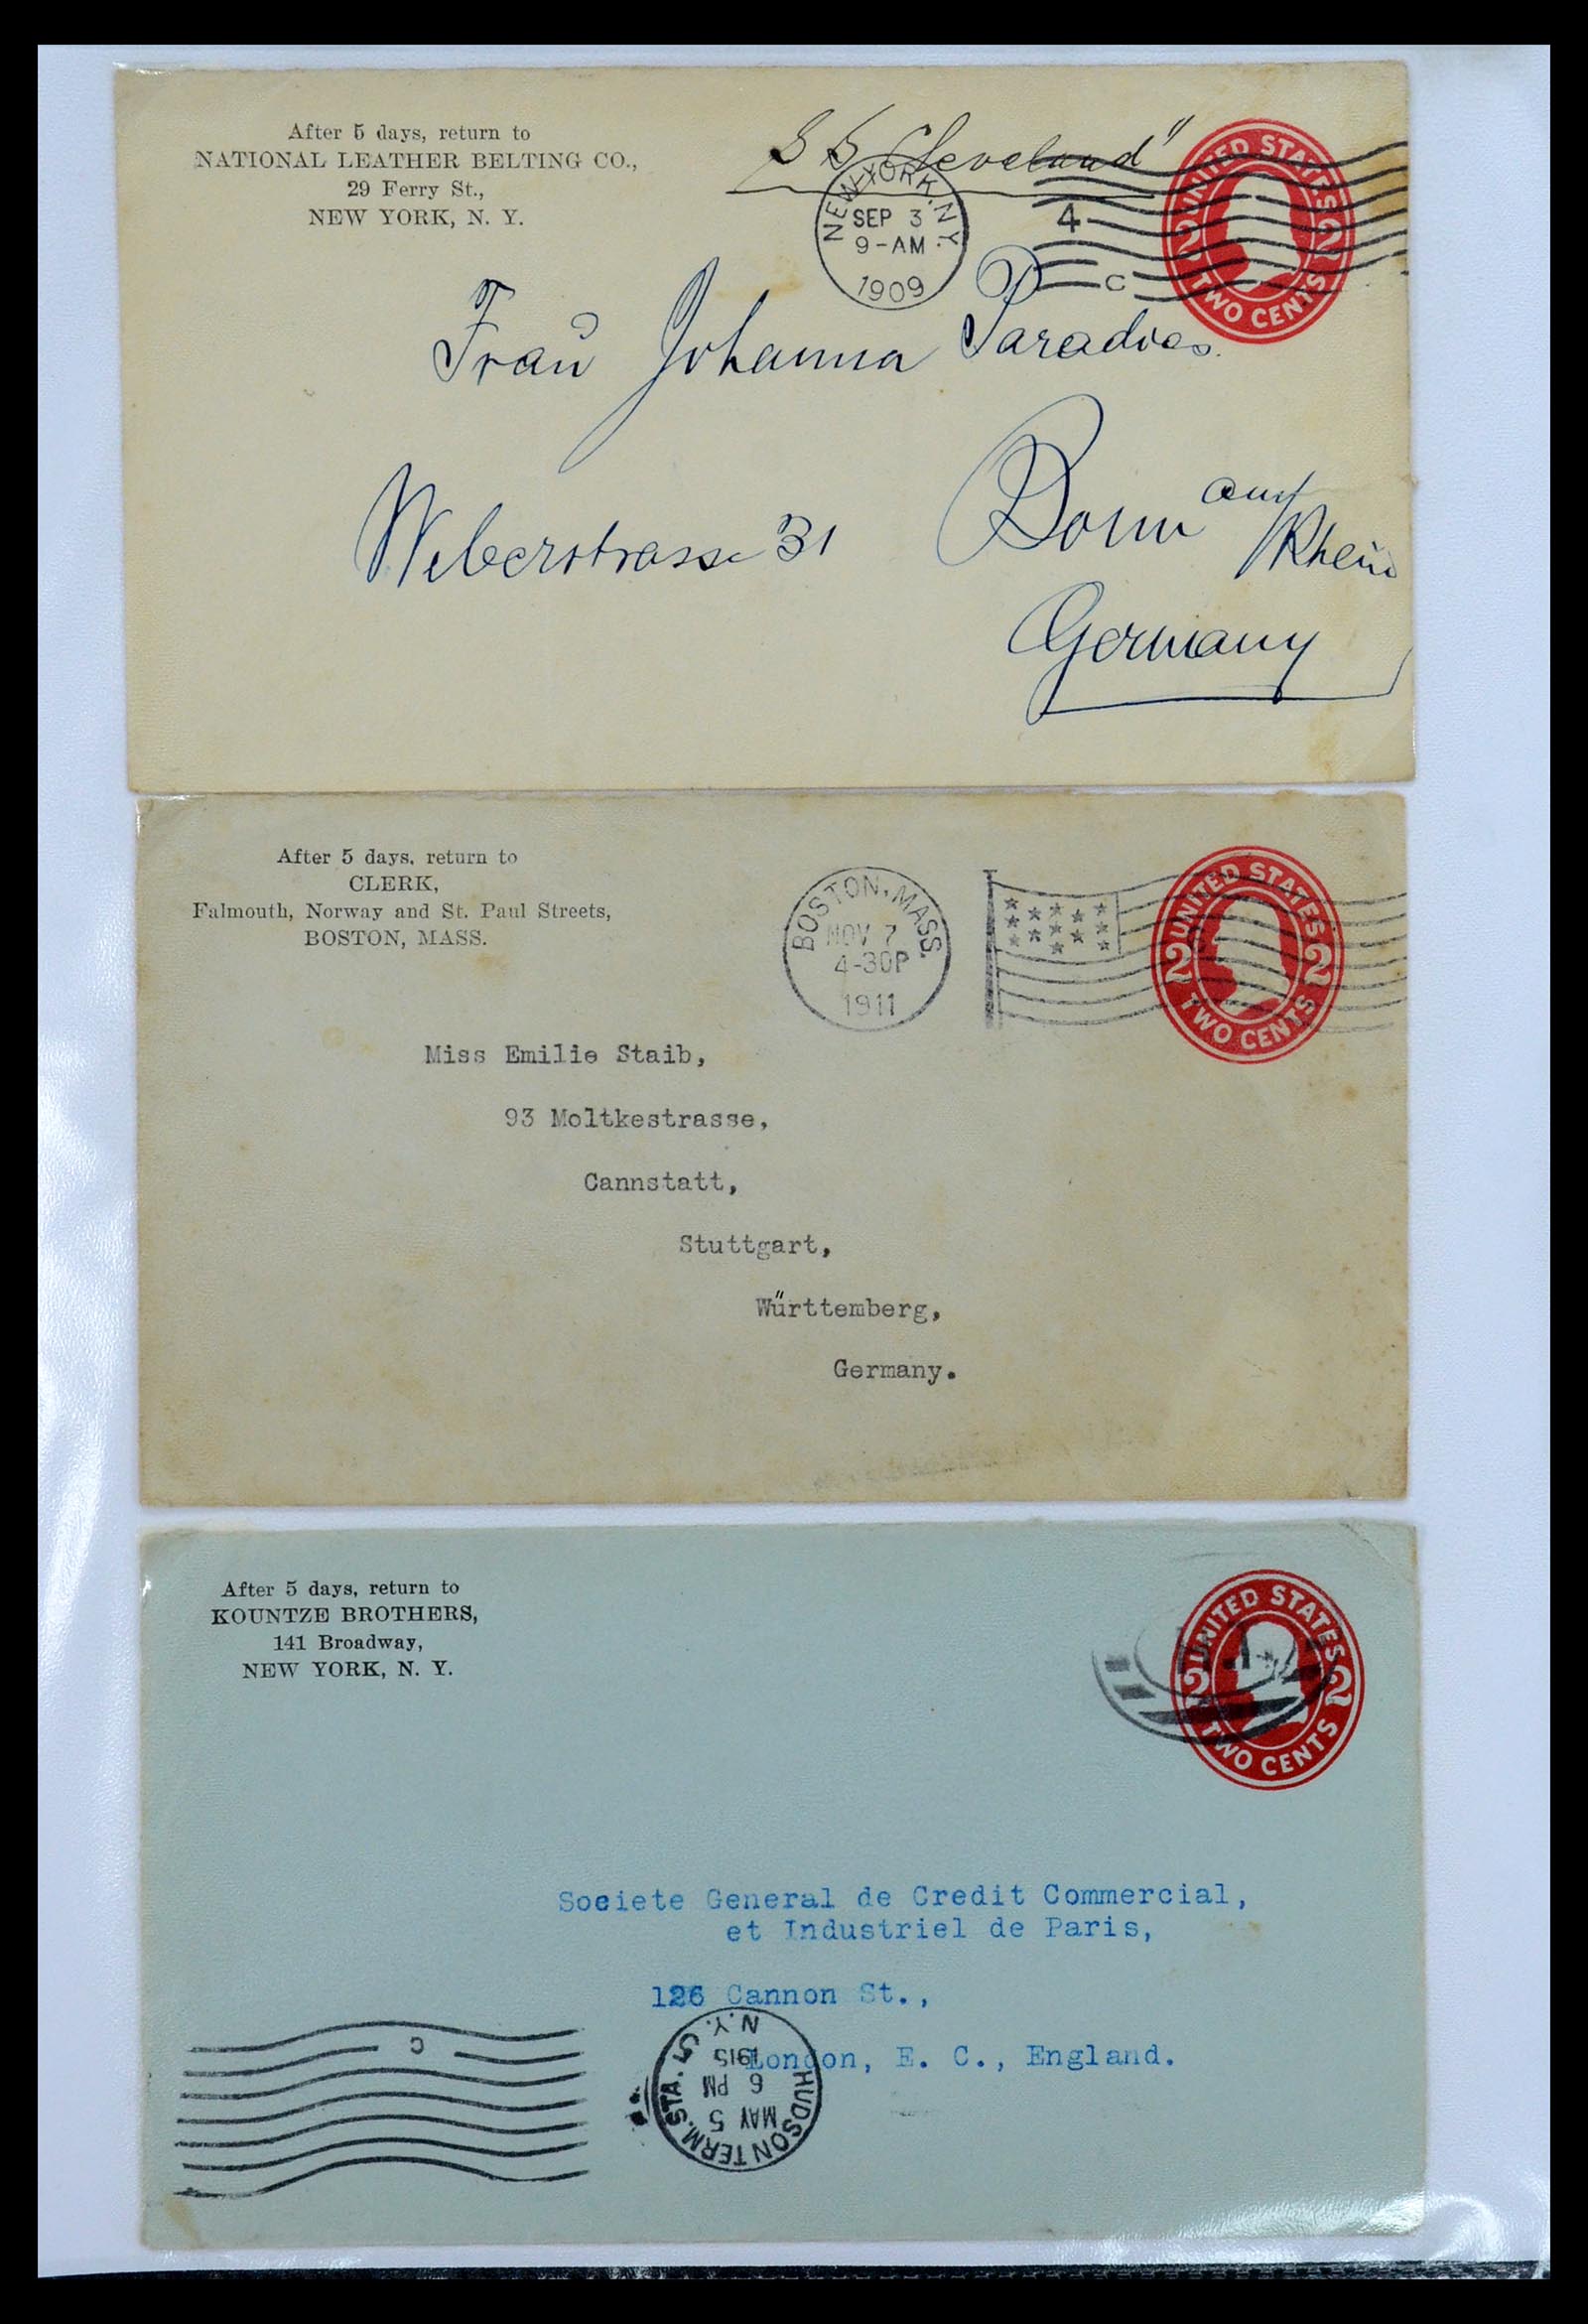 After 5 days, return to
NATIONAL LEATHER BELTING CO.,
29 Ferry St.,
NEW YORK, N. Y.
S S Cleveland"
NEW YORK, N.Y.
SEP 3
9-AM
1909
4
C
UNITED STATES
2 2
TWO CENTS
Frau Johanna Paradies.
Weberstrasse 31 Bonn auf
Rhein
Germany
After 5 days, return to
CLERK,
Falmouth, Norway and St. Paul Streets,
BOSTON, MASS.
BOSTON, MASS.
NOV 7
4-30P
1911
UNITED STATES
2 2
TWO CENTS
Miss Emilie Staib,
93 Moltkestrasse,
Cannstatt,
Stuttgart,
Württemberg,
Germany.
After 5 days, return to
KOUNTZE BROTHERS,
141 Broadway,
NEW YORK, N. Y.
UNITED STATES
2 2
TWO CENTS
Societe General de Credit Commercial,
et Industriel de Paris,
126 Cannon St.,
London, E. C., England.
C
HUDSON TERM. STA.
MAY 5
6 PM
1915
N.Y. 5